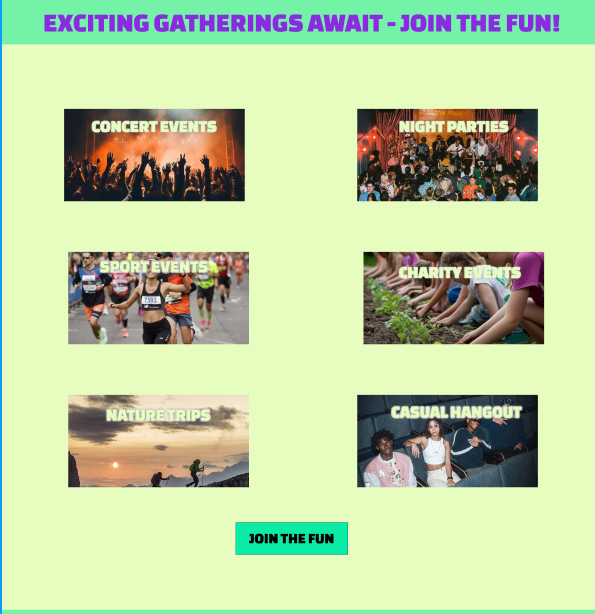 EXCITING GATHERINGS AWAIT - JOIN THE FUN!
CONCERT EVENTS
NIGHT PARTIES
SPORT EVENTS
CHARITY EVENTS
NATURE TRIPS
CASUAL HANGOUT
JOIN THE FUN